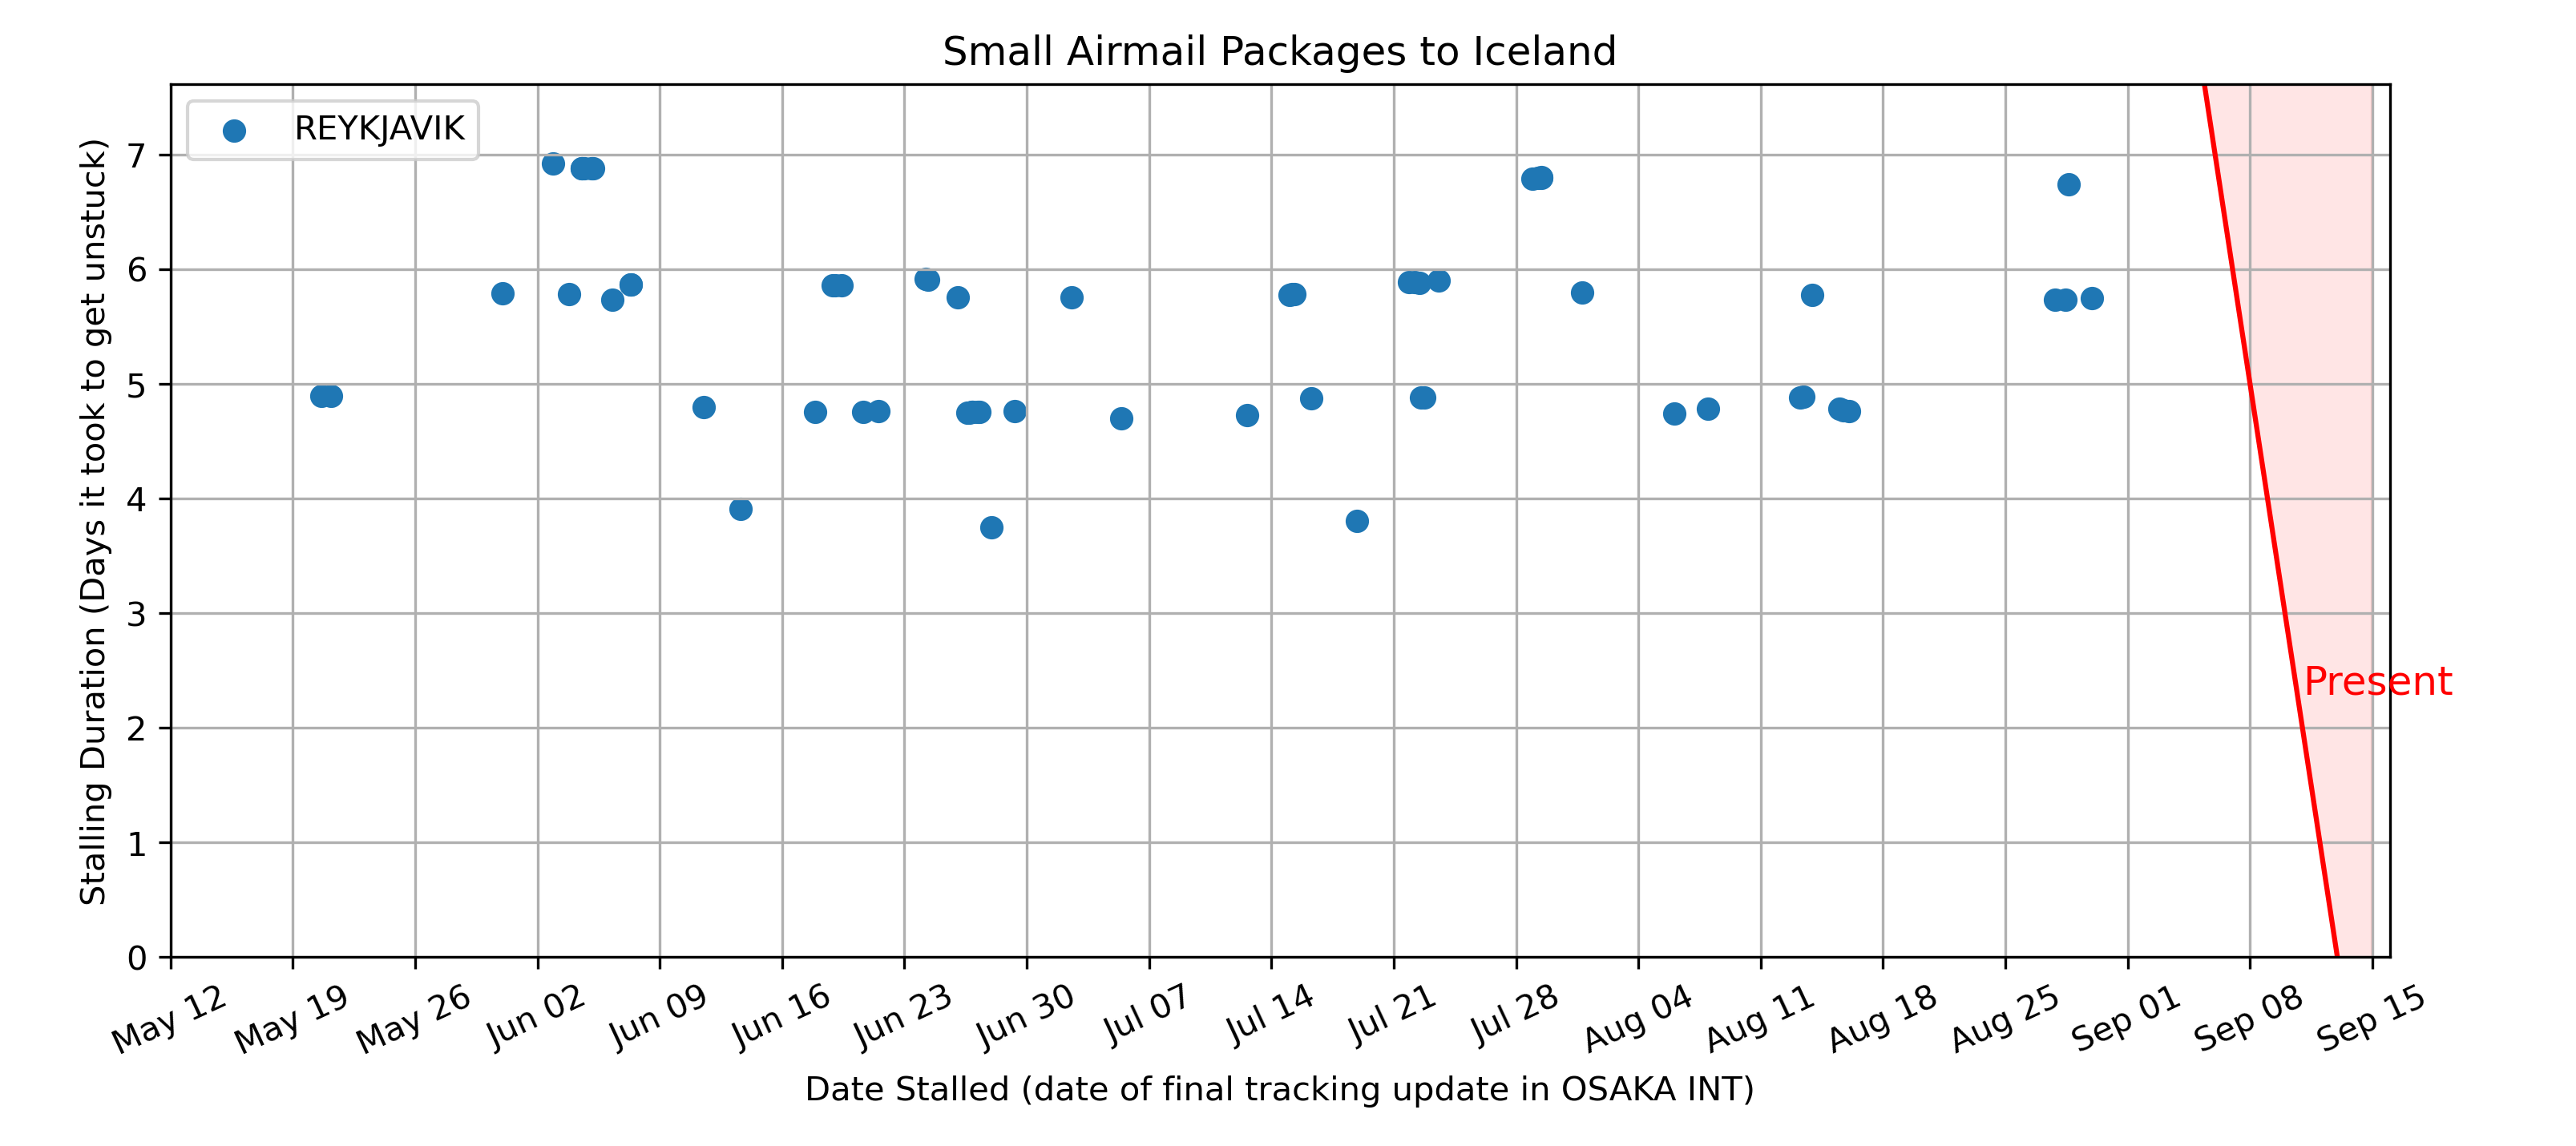 Small Airmail Packages to Iceland
REYKJAVIK
Stalling Duration (Days it took to get unstuck)
7
6
5
4
3
2
1
0
Present
May 12
May 19
May 26
Jun 02
Jun 09
Jun 16
Jun 23
Jun 30
Jul 07
Jul 14
Jul 21
Jul 28
Aug 04
Aug 11
Aug 18
Aug 25
Sep 01
Sep 08
Sep 15
Date Stalled (date of final tracking update in OSAKA INT)